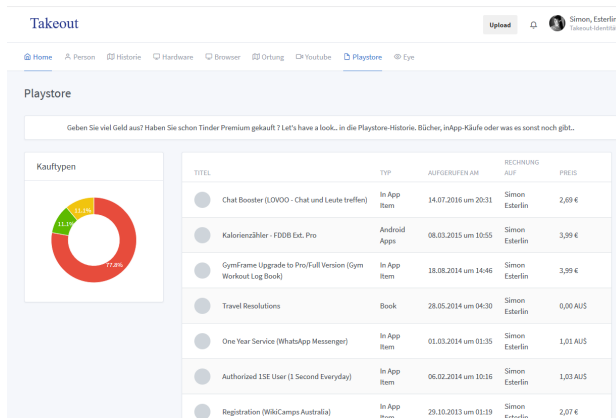 Takeout
Upload
Simon, Esterlin
Takeout-Identität
Home Person Historie Hardware Browser Ortung Youtube Playstore Eye
Playstore
Geben Sie viel Geld aus? Haben Sie schon Tinder Premium gekauft ? Let's have a look.. in die Playstore-Historie. Bücher, inApp-Käufe oder was es sonst noch gibt..
Kauftypen
11.1%
11.1%
77.8%
TITEL TYP AUFGERUFEN AM RECHNUNG AUF PREIS
Chat Booster (LOVOO - Chat und Leute treffen) In App Item 14.07.2016 um 20:31 Simon Esterlin 2,69 €
Kalorienzähler - FDDB Ext. Pro Android Apps 08.03.2015 um 10:55 Simon Esterlin 3,99 €
GymFrame Upgrade to Pro/Full Version (Gym Workout Log Book) In App Item 18.08.2014 um 14:46 Simon Esterlin 3,99 €
Travel Resolutions Book 28.05.2014 um 04:30 Simon Esterlin 0,00 AU$
One Year Service (WhatsApp Messenger) In App Item 01.03.2014 um 01:35 Simon Esterlin 1,01 AU$
Authorized 1SE User (1 Second Everyday) In App Item 06.02.2014 um 10:16 Simon Esterlin 1,03 AU$
Registration (WikiCamps Australia) In App Item 29.10.2013 um 01:19 Simon Esterlin 2,07 €